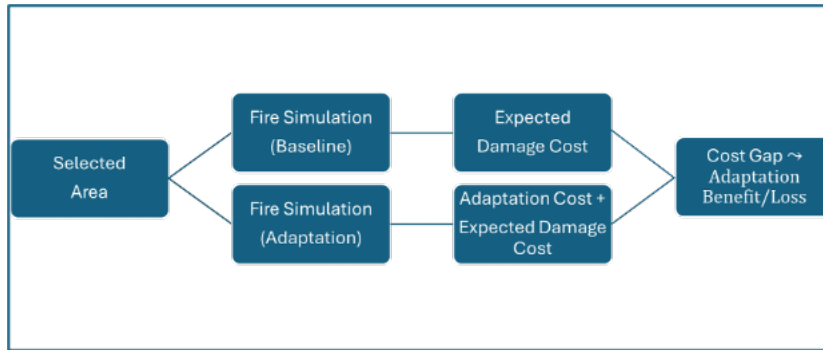 Selected
Area
Fire Simulation
(Baseline)
Fire Simulation
(Adaptation)
Expected
Damage Cost
Adaptation Cost +
Expected Damage
Cost
Cost Gap ⤳
Adaptation
Benefit/Loss